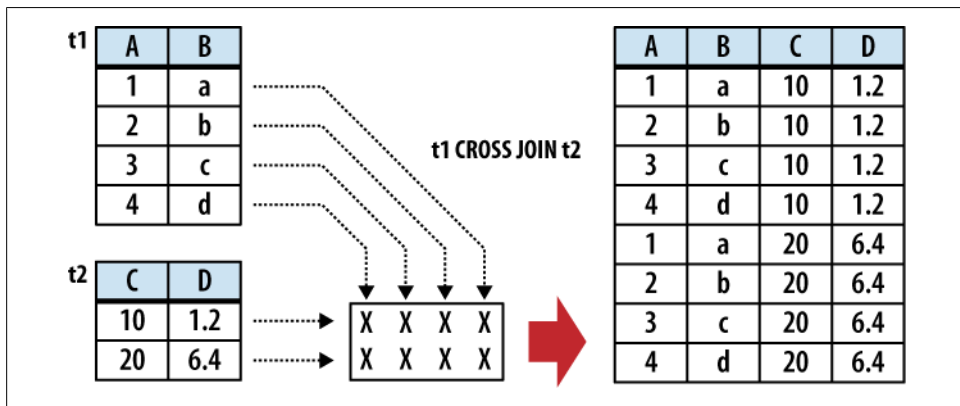 t1
A B
1 a
2 b
3 c
4 d
t1 CROSS JOIN t2
t2
C D
10 1.2
20 6.4
X X X X
X X X X
A B C D
1 a 10 1.2
2 b 10 1.2
3 c 10 1.2
4 d 10 1.2
1 a 20 6.4
2 b 20 6.4
3 c 20 6.4
4 d 20 6.4